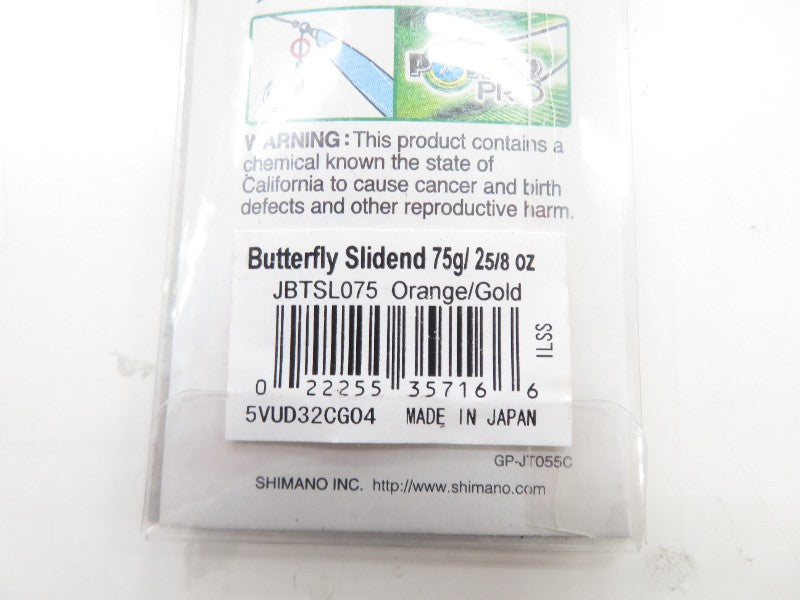 POWER
PRO
WARNING: This product contains a
chemical known the state of
California to cause cancer and birth
defects and other reproductive harm.
Butterfly Slidend 75g/ 25/8 oz
JBTSL075 Orange/Gold
ILSS
0 22255 35716 6
5VUD32CG04 MADE IN JAPAN
GP-JT055C
SHIMANO INC. http://www.shimano.com